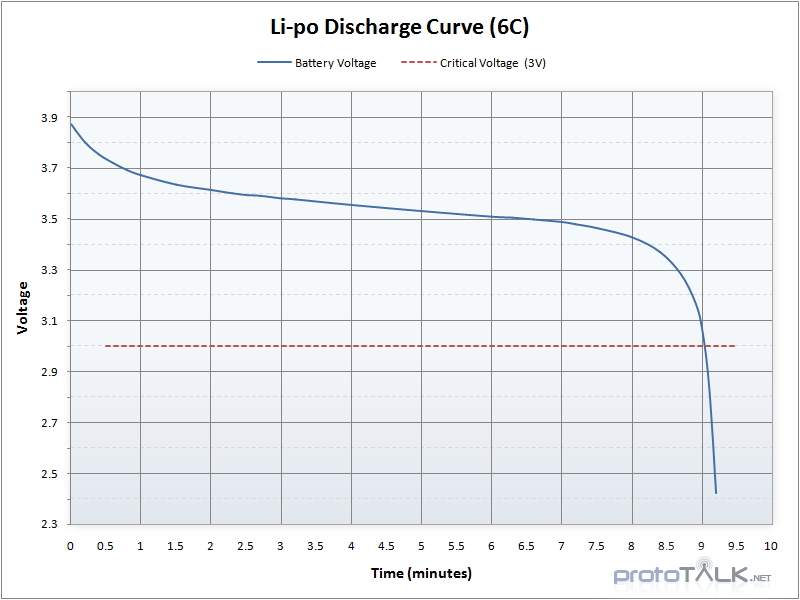 Li-po Discharge Curve (6C)
Battery Voltage Critical Voltage (3V)
3.9
3.7
3.5
3.3
3.1
2.9
2.7
2.5
2.3
Voltage
0 0.5 1 1.5 2 2.5 3 3.5 4 4.5 5 5.5 6 6.5 7 7.5 8 8.5 9 9.5 10
Time (minutes)
protoTALK.NET